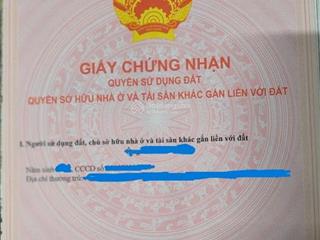 GIẤY CHỨNG NHẬN
QUYỀN SỬ DỤNG ĐẤT
QUYỀN SỞ HỮU NHÀ Ở VÀ TÀI SẢN KHÁC GẮN LIỀN VỚI ĐẤT
I. Người sử dụng đất, chủ sở hữu nhà ở và tài sản khác gắn liền với đất
Năm sinh CCCD số
Địa chỉ thường trú: